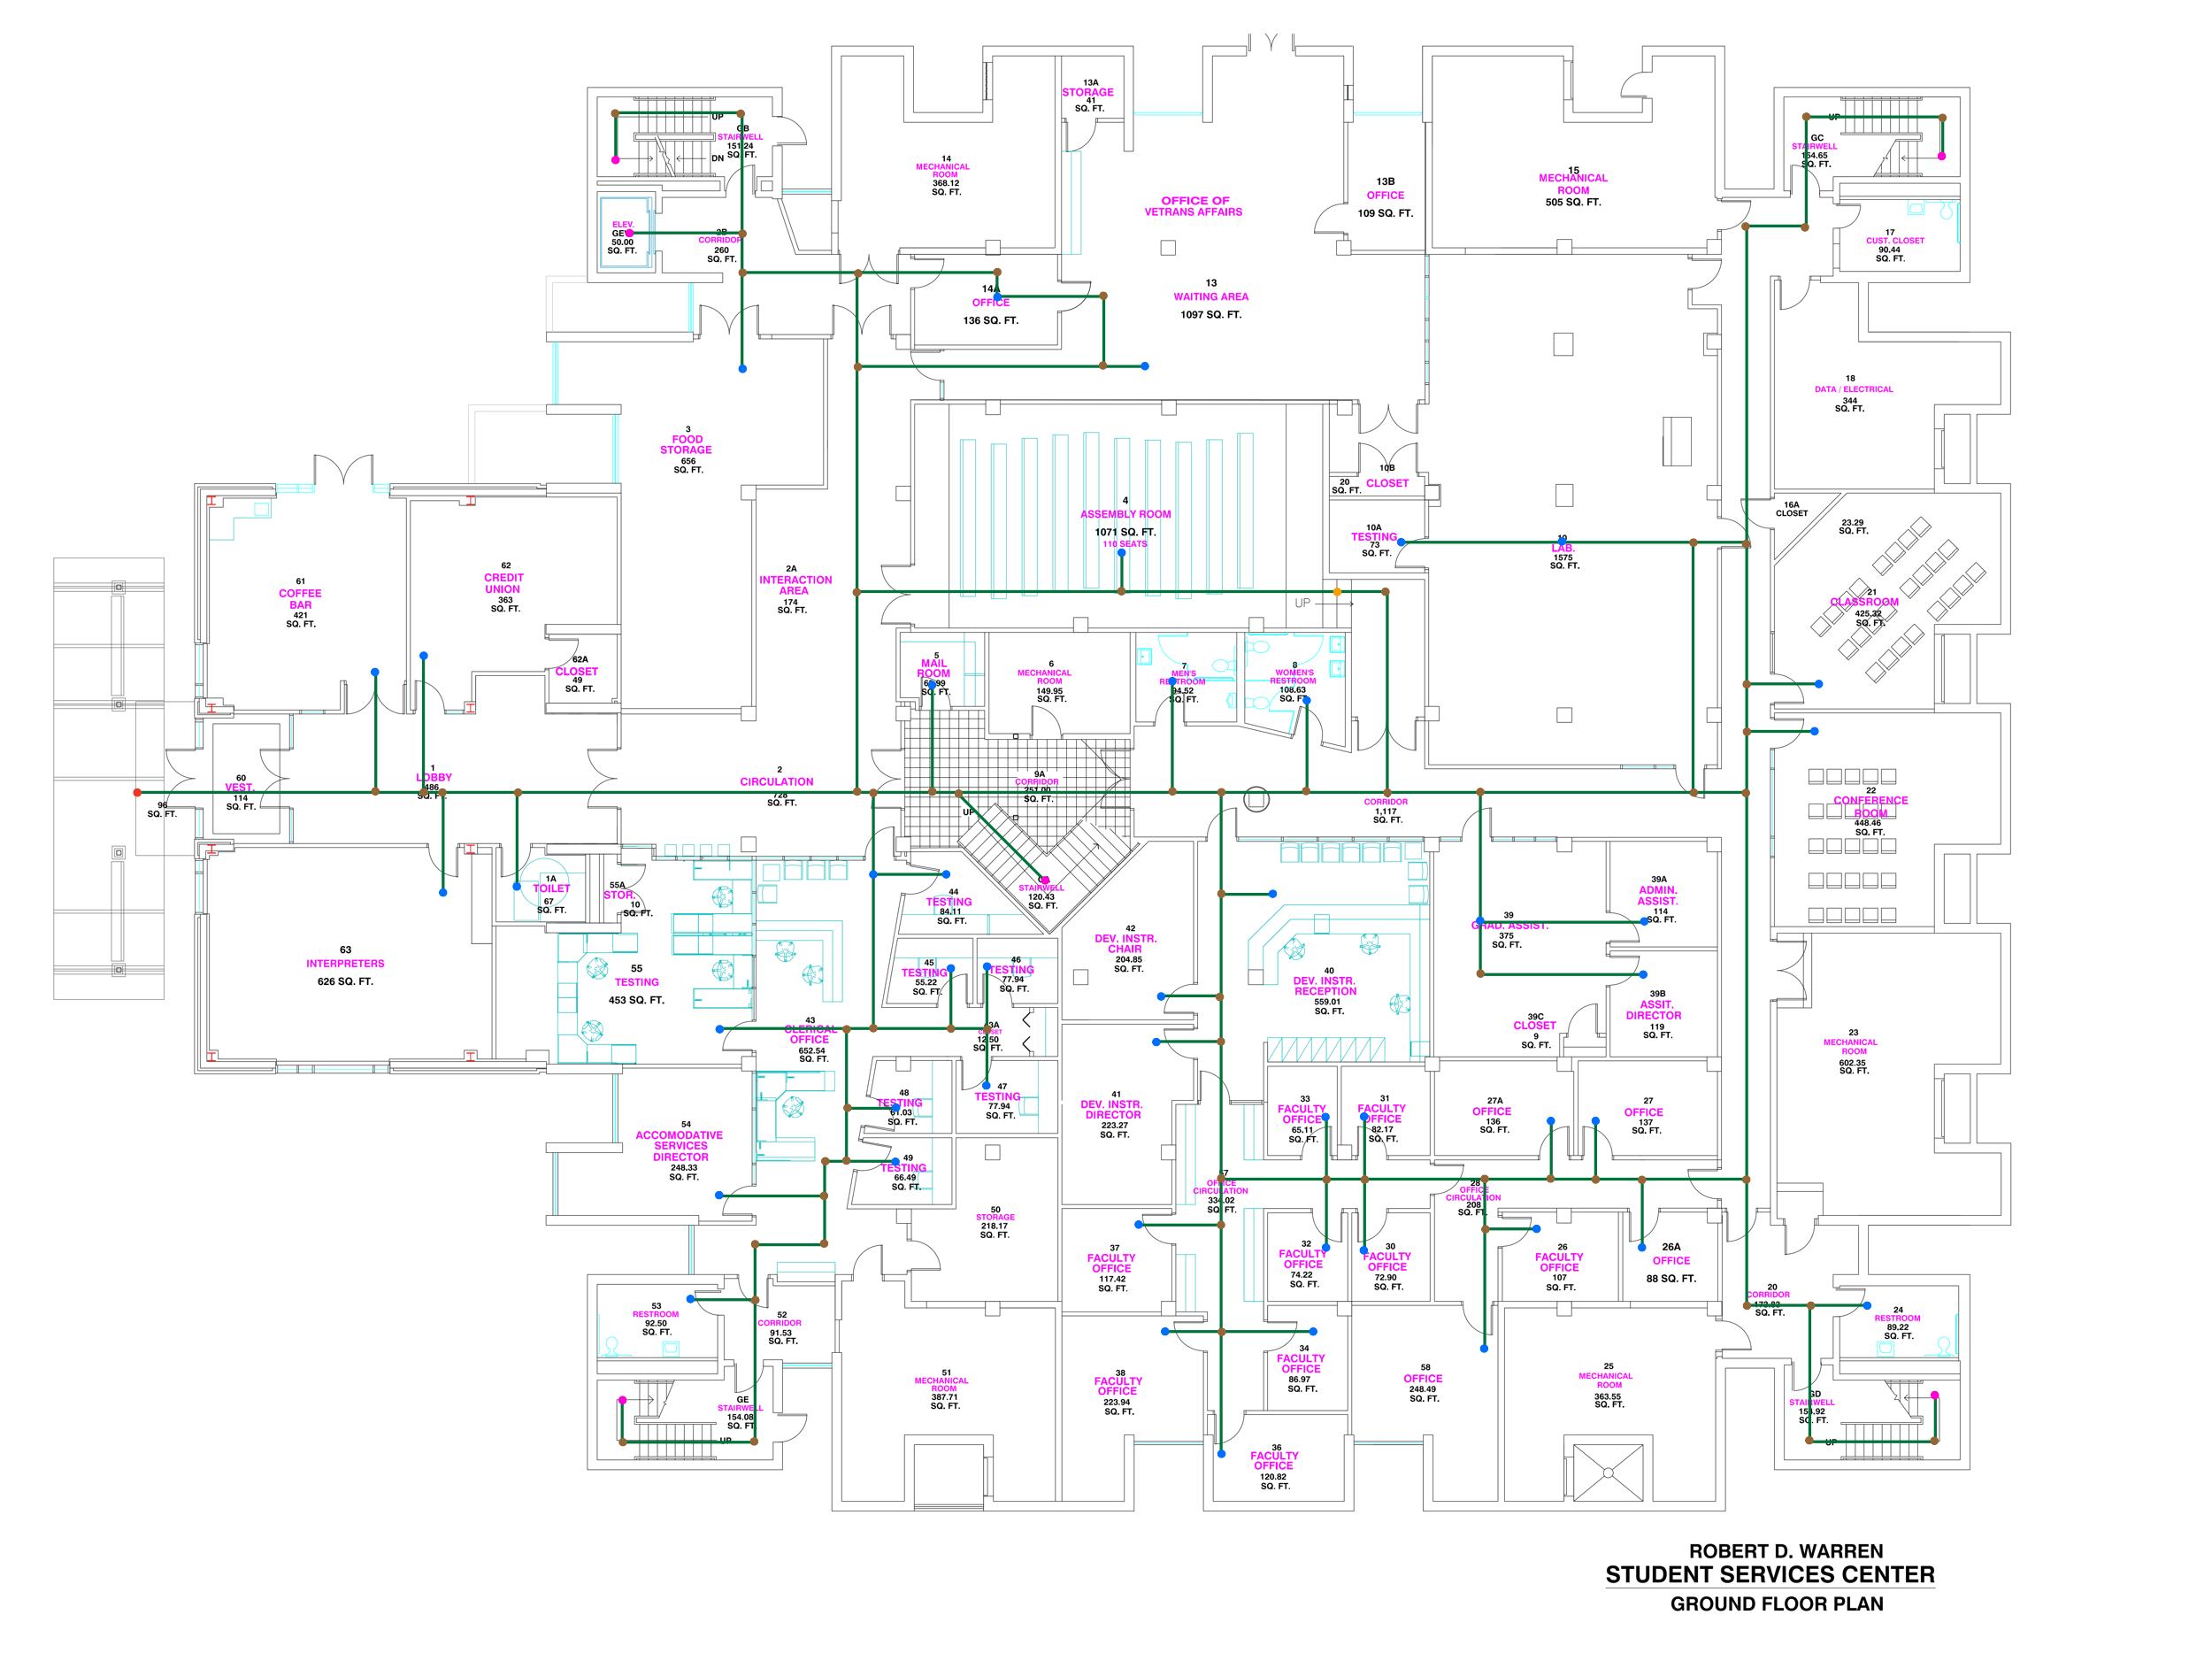 13A
STORAGE
41
SQ. FT.
UP
GB
STAIRWELL
151.24
SQ. FT.
DN
14
MECHANICAL
ROOM
368.12
SQ. FT.
OFFICE OF
VETRANS AFFAIRS
13B
OFFICE
109 SQ. FT.
15
MECHANICAL
ROOM
505 SQ. FT.
UP
GC
STAIRWELL
154.65
SQ. FT.
ELEV.
50.00
SQ. FT.
2B
CORRIDOR
260
SQ. FT.
17
CUST. CLOSET
90.44
SQ. FT.
14A
OFFICE
136 SQ. FT.
13
WAITING AREA
1097 SQ. FT.
18
DATA / ELECTRICAL
344
SQ. FT.
3
FOOD
STORAGE
656
SQ. FT.
10B
CLOSET
20
SQ. FT.
4
ASSEMBLY ROOM
1071 SQ. FT.
110 SEATS
10A
TESTING
73
SQ. FT.
LAB.
1575
SQ. FT.
16A
CLOSET
23.29
SQ. FT.
61
COFFEE
BAR
421
SQ. FT.
62
CREDIT
UNION
363
SQ. FT.
2A
INTERACTION
AREA
174
SQ. FT.
UP
21
CLASSROOM
425.32
SQ. FT.
62A
CLOSET
49
SQ. FT.
5
MAIL
ROOM
SQ. FT.
6
MECHANICAL
ROOM
149.95
SQ. FT.
7
MEN'S
RESTROOM
94.52
SQ. FT.
8
WOMEN'S
RESTROOM
108.63
SQ. FT.
60
VEST.
114
SQ. FT.
96
SQ. FT.
1
LOBBY
486
SQ. FT.
2
CIRCULATION
728
SQ. FT.
9A
CORRIDOR
251.00
SQ. FT.
UP
CORRIDOR
1,117
SQ. FT.
22
CONFERENCE
ROOM
448.46
SQ. FT.
1A
TOILET
67
SQ. FT.
55A
STOR.
10
SQ. FT.
44
TESTING
84.11
SQ. FT.
STAIRWELL
120.43
SQ. FT.
39A
ADMIN.
ASSIST.
114
SQ. FT.
39
GRAD. ASSIST.
375
SQ. FT.
63
INTERPRETERS
626 SQ. FT.
55
TESTING
453 SQ. FT.
45
TESTING
55.22
SQ. FT.
46
TESTING
77.94
SQ. FT.
42
DEV. INSTR.
CHAIR
204.85
SQ. FT.
40
DEV. INSTR.
RECEPTION
559.01
SQ. FT.
39B
ASSIT.
DIRECTOR
119
SQ. FT.
39C
CLOSET
9
SQ. FT.
43
CLERICAL
OFFICE
652.54
SQ. FT.
CLOSET
12.50
SQ. FT.
23
MECHANICAL
ROOM
602.35
SQ. FT.
48
TESTING
61.03
SQ. FT.
47
TESTING
77.94
SQ. FT.
41
DEV. INSTR.
DIRECTOR
223.27
SQ. FT.
33
FACULTY
OFFICE
65.11
SQ. FT.
31
FACULTY
OFFICE
82.17
SQ. FT.
27A
OFFICE
136
SQ. FT.
27
OFFICE
137
SQ. FT.
54
ACCOMODATIVE
SERVICES
DIRECTOR
248.33
SQ. FT.
49
TESTING
66.49
SQ. FT.
OFFICE
CIRCULATION
334.02
SQ. FT.
28
OFFICE
CIRCULATION
208
SQ. FT.
50
STORAGE
218.17
SQ. FT.
37
FACULTY
OFFICE
117.42
SQ. FT.
32
FACULTY
OFFICE
74.22
SQ. FT.
30
FACULTY
OFFICE
72.90
SQ. FT.
26
FACULTY
OFFICE
107
SQ. FT.
26A
OFFICE
88 SQ. FT.
53
RESTROOM
92.50
SQ. FT.
52
CORRIDOR
91.53
SQ. FT.
20
CORRIDOR
173.83
SQ. FT.
24
RESTROOM
89.22
SQ. FT.
51
MECHANICAL
ROOM
387.71
SQ. FT.
38
FACULTY
OFFICE
223.94
SQ. FT.
34
FACULTY
OFFICE
86.97
SQ. FT.
58
OFFICE
248.49
SQ. FT.
25
MECHANICAL
ROOM
363.55
SQ. FT.
GE
STAIRWELL
154.08
SQ. FT.
UP
GD
STAIRWELL
154.92
SQ. FT.
UP
36
FACULTY
OFFICE
120.82
SQ. FT.
ROBERT D. WARREN
STUDENT SERVICES CENTER
GROUND FLOOR PLAN